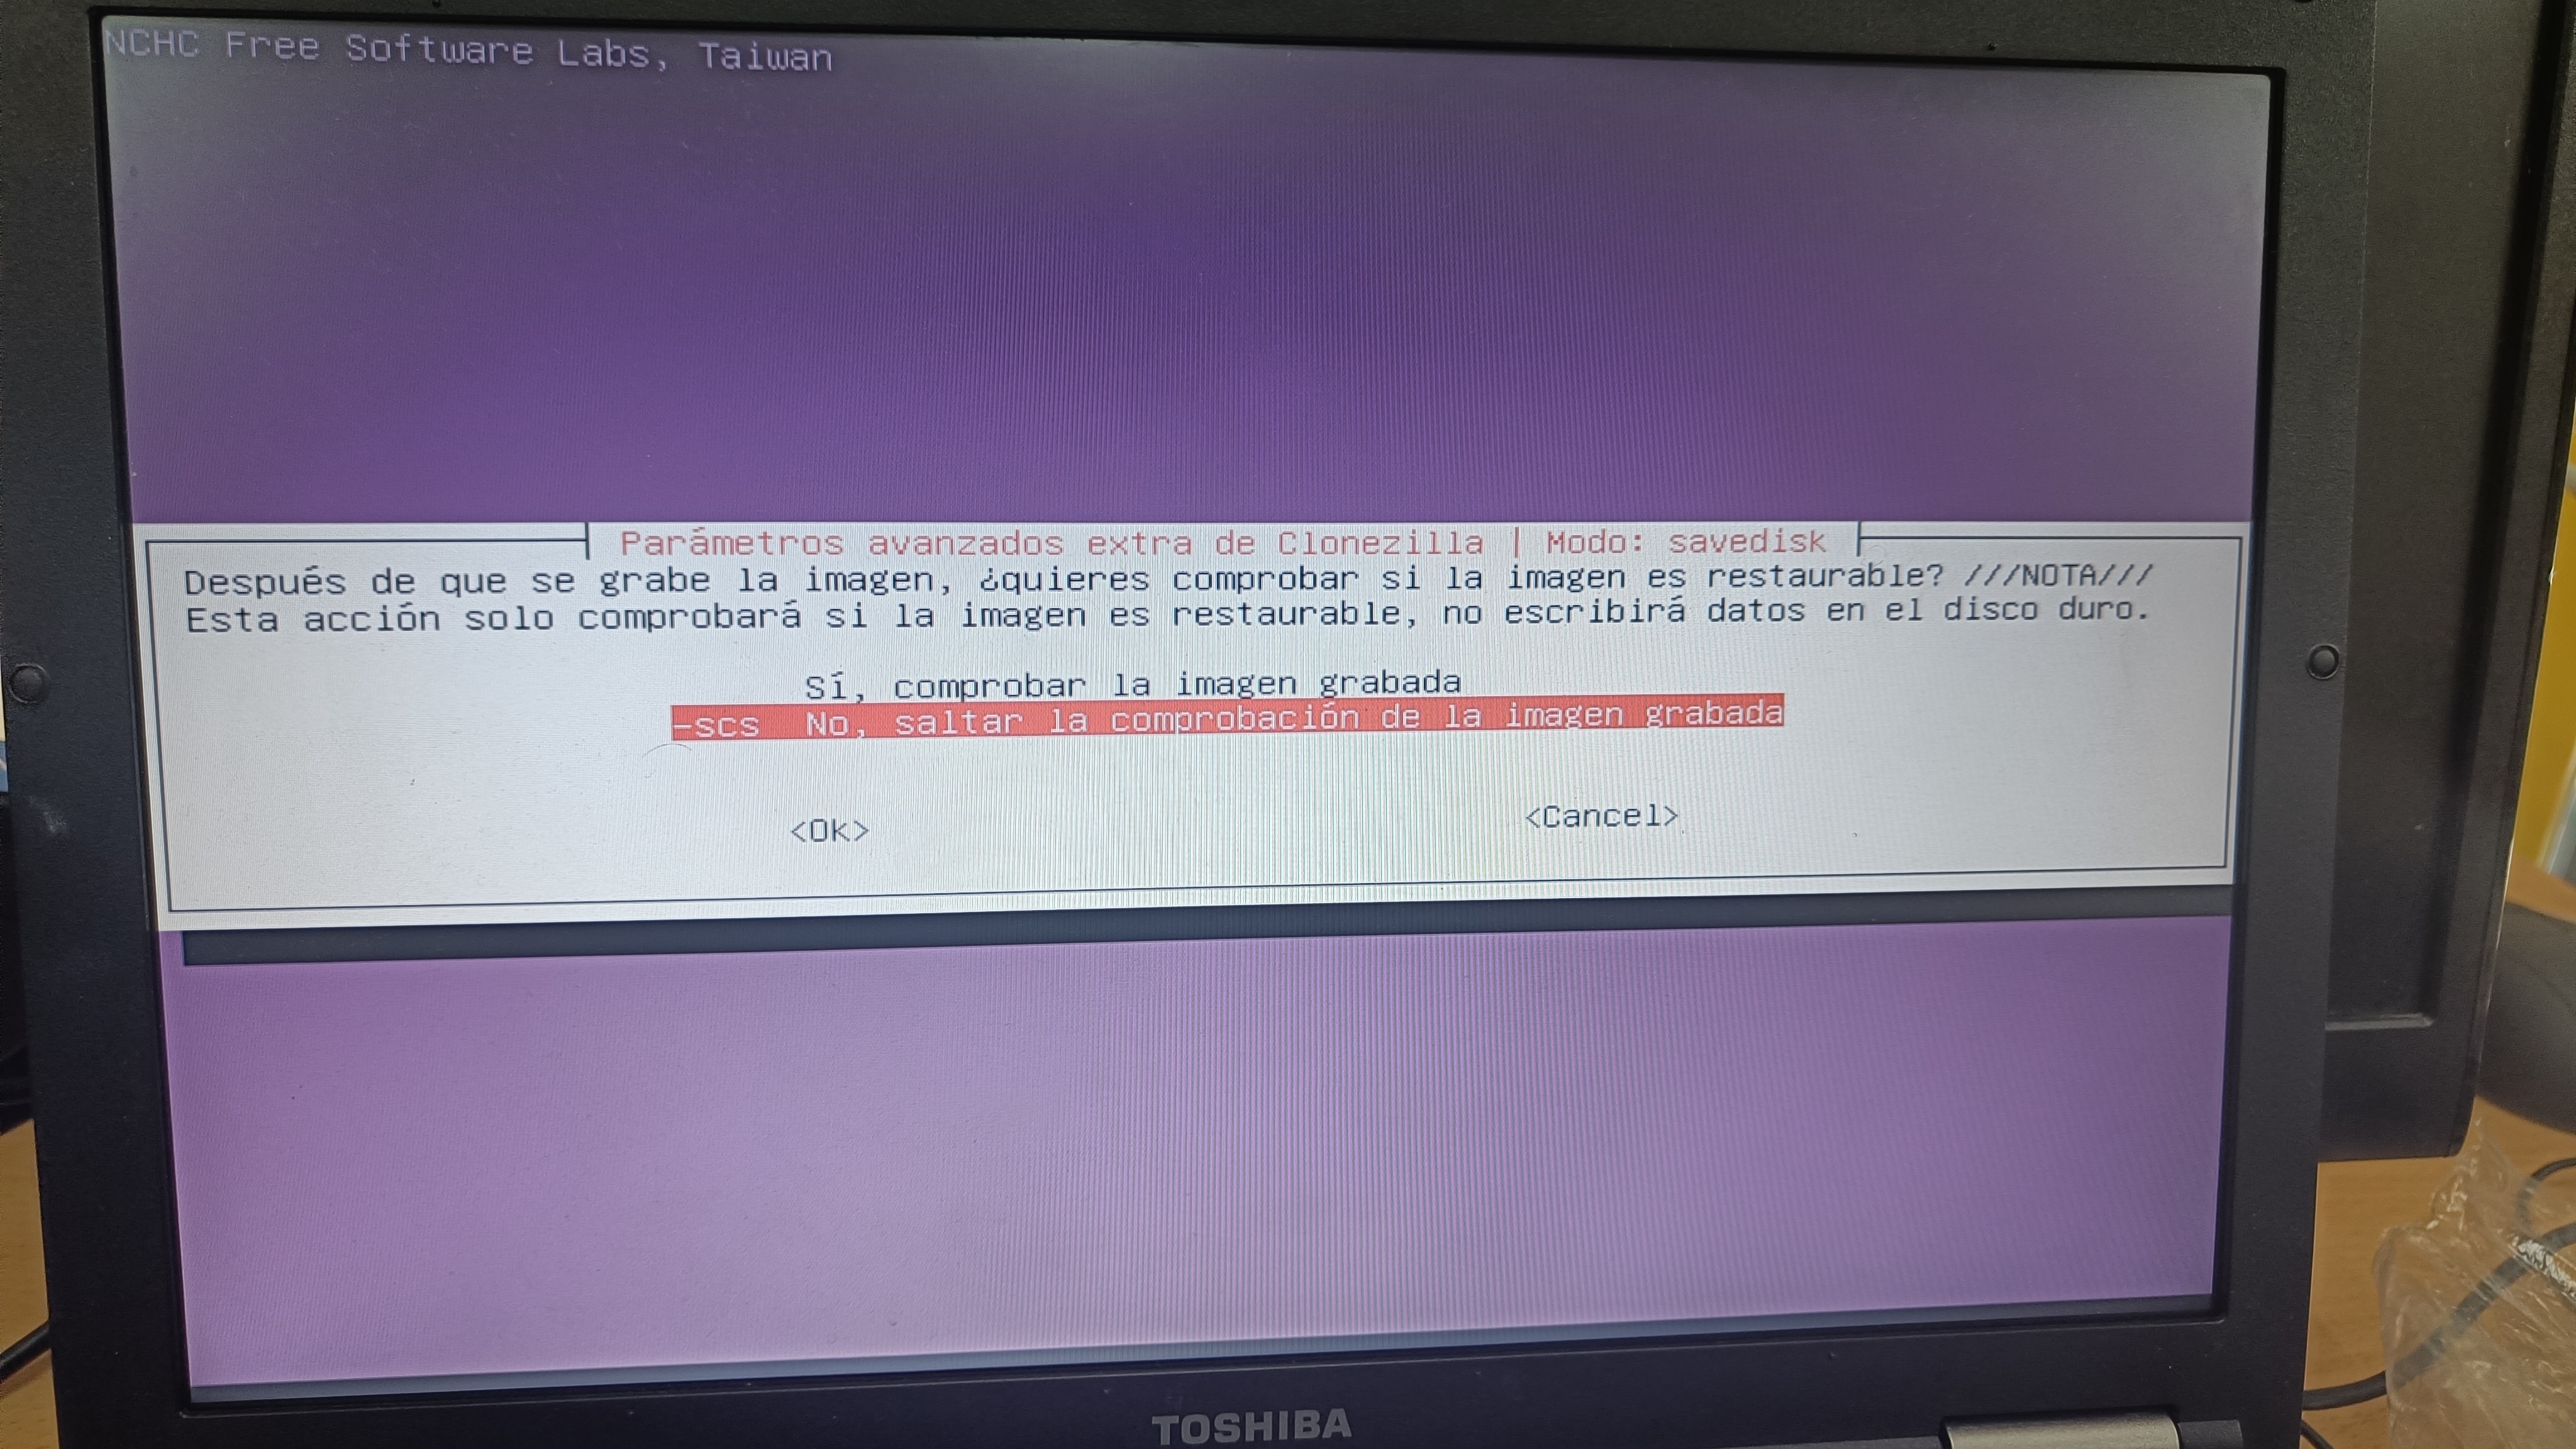 NCHC Free Software Labs, Taiwan
Parámetros avanzados extra de Clonezilla | Modo: savedisk
Después de que se grabe la imagen, ¿quieres comprobar si la imagen es restaurable? ///NOTA///
Esta acción solo comprobará si la imagen es restaurable, no escribirá datos en el disco duro.
Sí, comprobar la imagen grabada
-scs No, saltar la comprobación de la imagen grabada
<Ok> <Cancel>
TOSHIBA